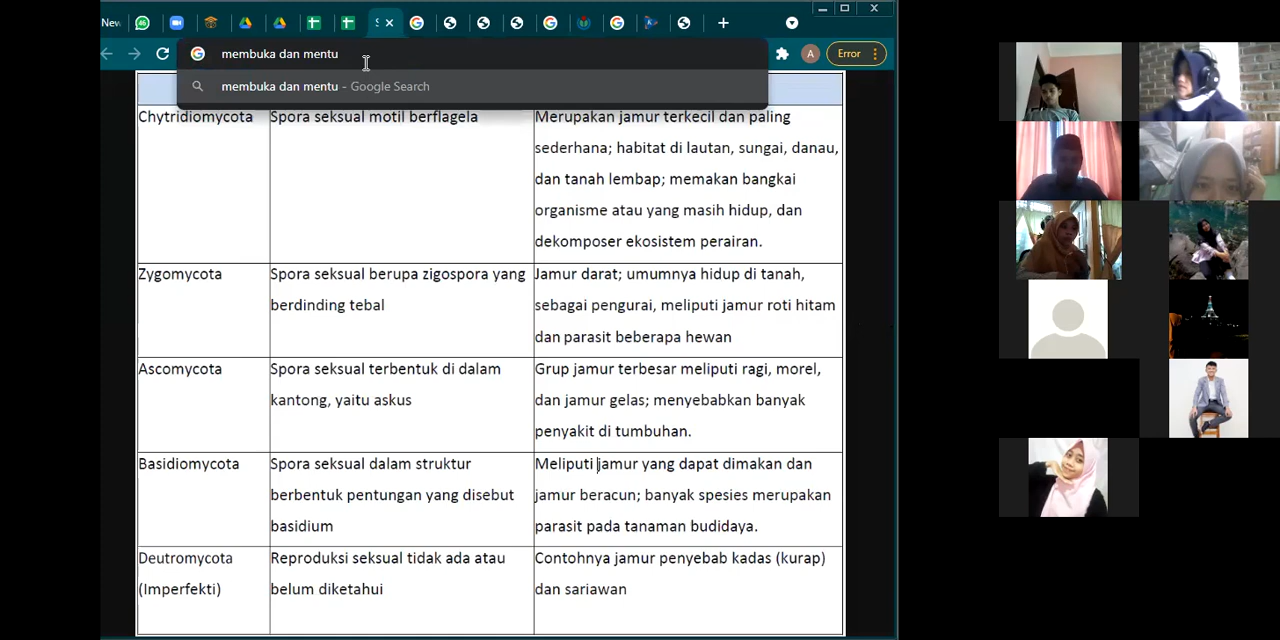 New
46
S
A
Error
membuka dan mentu
membuka dan mentu - Google Search
Chytridiomycota
Spora seksual motil berflagela
Merupakan jamur terkecil dan paling
sederhana; habitat di lautan, sungai, danau,
dan tanah lembap; memakan bangkai
organisme atau yang masih hidup, dan
dekomposer ekosistem perairan.
Zygomycota
Spora seksual berupa zigospora yang
berdinding tebal
Jamur darat; umumnya hidup di tanah,
sebagai pengurai, meliputi jamur roti hitam
dan parasit beberapa hewan
Ascomycota
Spora seksual terbentuk di dalam
kantong, yaitu askus
Grup jamur terbesar meliputi ragi, morel,
dan jamur gelas; menyebabkan banyak
penyakit di tumbuhan.
Basidiomycota
Spora seksual dalam struktur
berbentuk pentungan yang disebut
basidium
Meliputi jamur yang dapat dimakan dan
jamur beracun; banyak spesies merupakan
parasit pada tanaman budidaya.
Deutromycota
(Imperfekti)
Reproduksi seksual tidak ada atau
belum diketahui
Contohnya jamur penyebab kadas (kurap)
dan sariawan